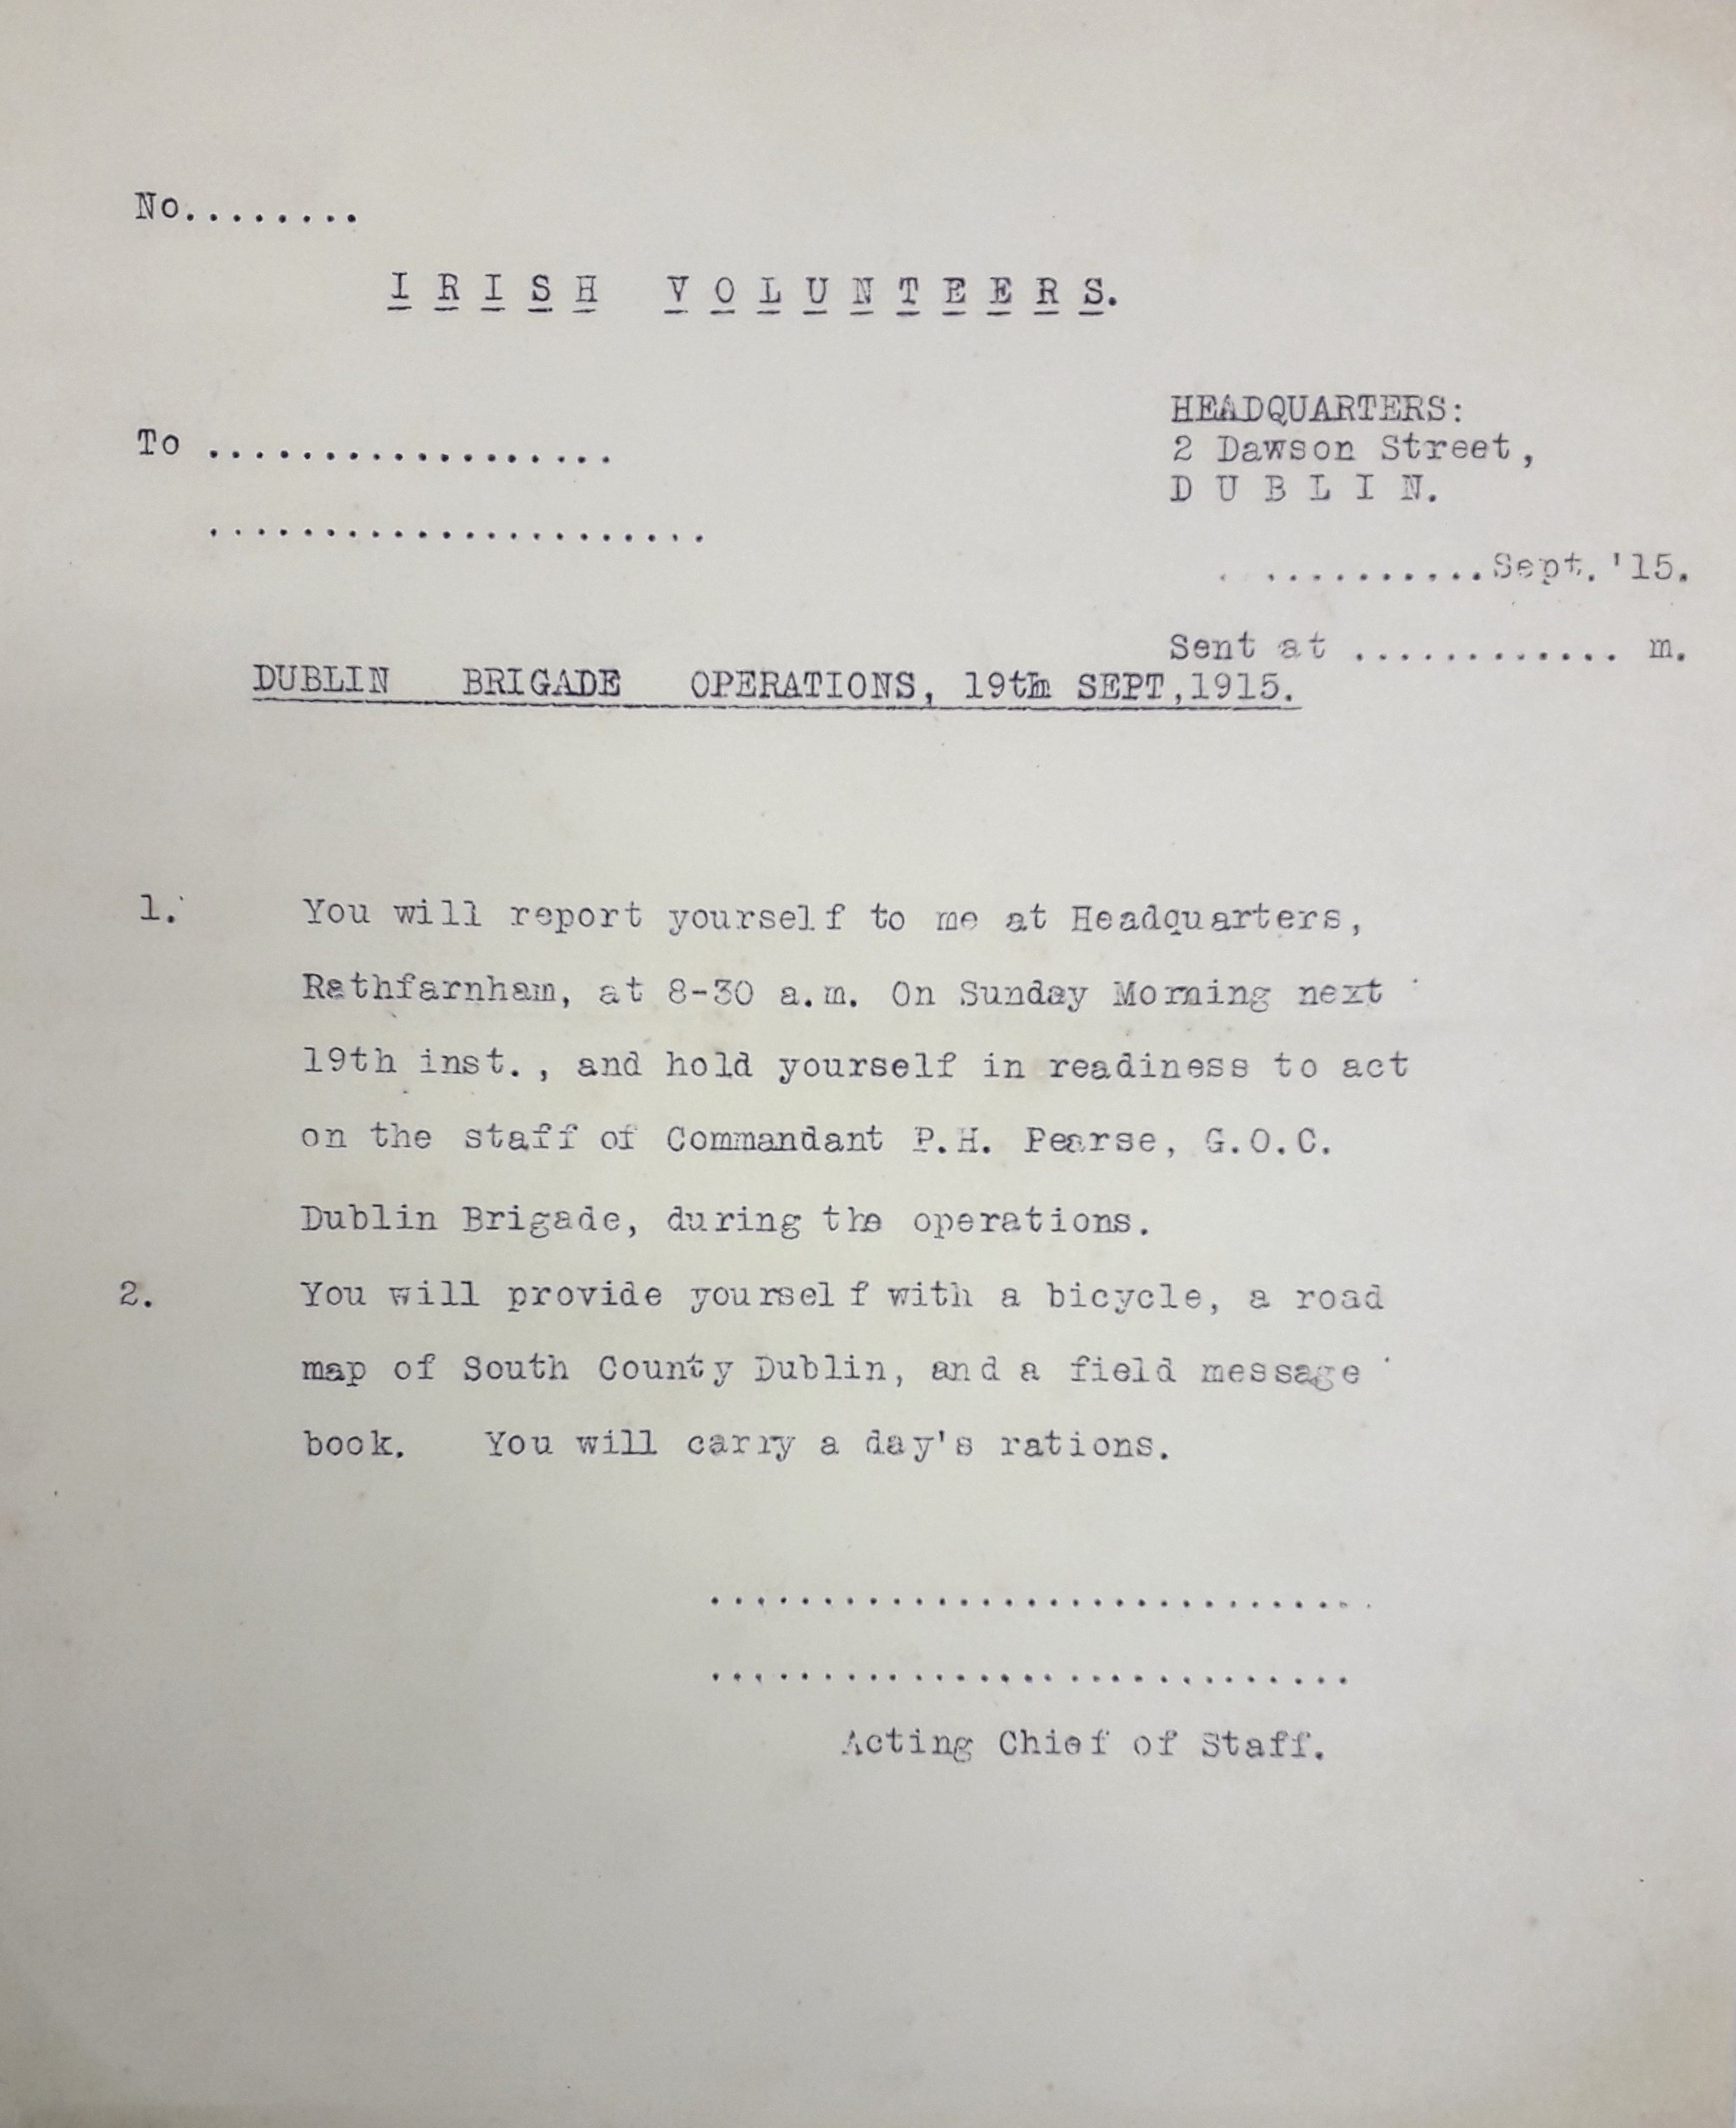 No........
IRISH VOLUNTEERS.
HEADQUARTERS:
To ..................
2 Dawson Street,
DUBLIN.
......................
............Sept.'15.
Sent at ............ m.
DUBLIN BRIGADE OPERATIONS, 19th SEPT,1915.
1. You will report yourself to me at Headquarters,
Rathfarnham, at 8-30 a.m. On Sunday Morning next
19th inst., and hold yourself in readiness to act
on the staff of Commandant P.H. Pearse, G.O.C.
Dublin Brigade, during the operations.
2. You will provide yourself with a bicycle, a road
map of South County Dublin, and a field message
book. You will carry a day's rations.
..............................
.............................
Acting Chief of Staff.